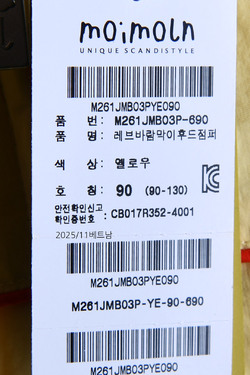 moimoln
UNIQUE SCANDISTYLE
M261JMB03PYE090
품 번: M261JMB03P-690
품 명: 레브바람막이후드점퍼
색 상: 옐로우
호 칭: 90 (90-130)
안전확인신고
확인증번호 : CB017R352-4001
2025/11베트남
M261JMB03PYE090
M261JMB03P-YE-90-690
M261JMB03PYE090